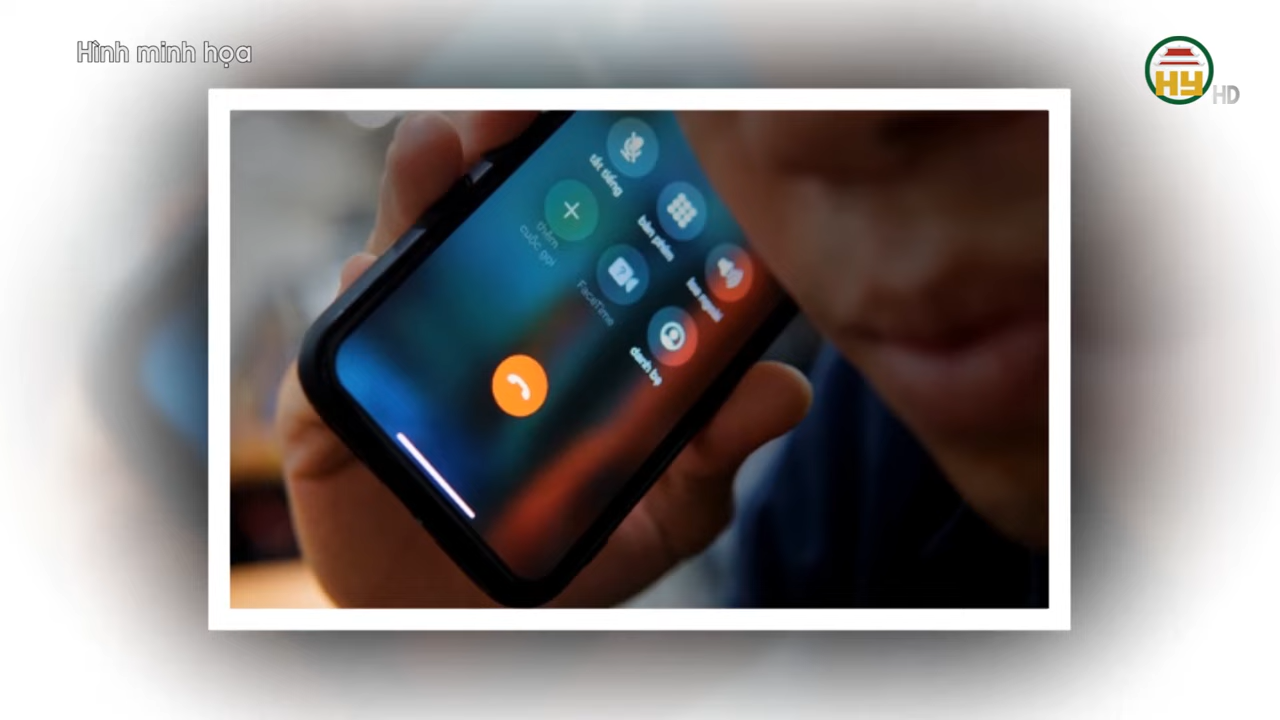 Hình minh họa
HY
HD
tắt tiếng
bàn phím
loa ngoài
thêm
cuộc gọi
FaceTime
danh bạ